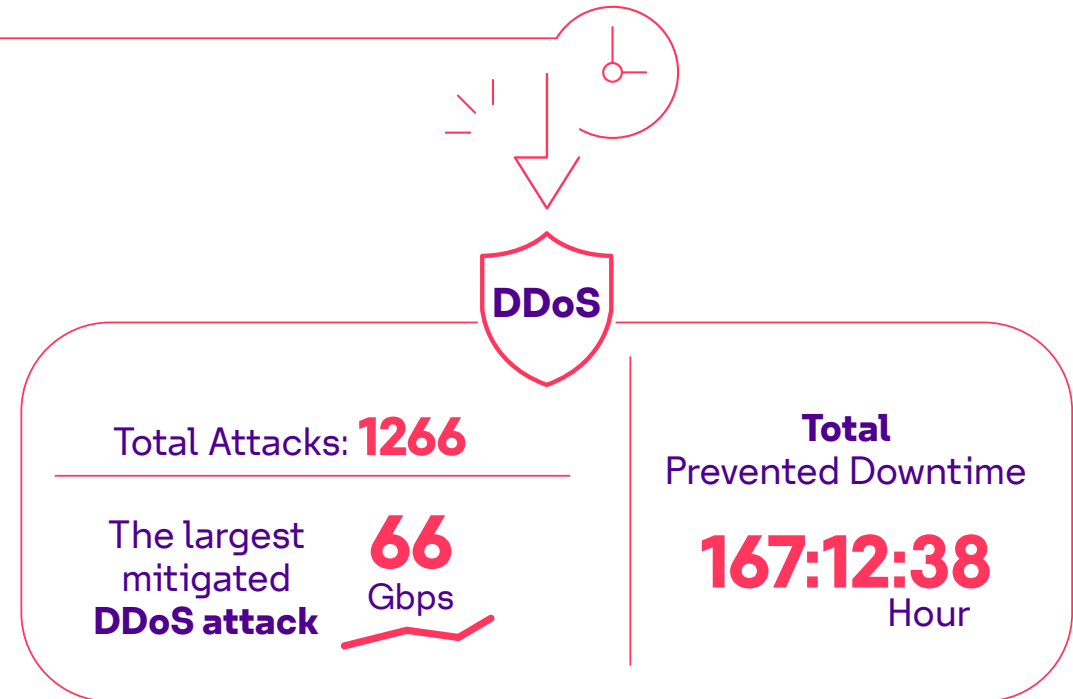 DDoS
Total Attacks: 1266
The largest
mitigated
DDoS attack
66
Gbps
Total
Prevented Downtime
167:12:38
Hour